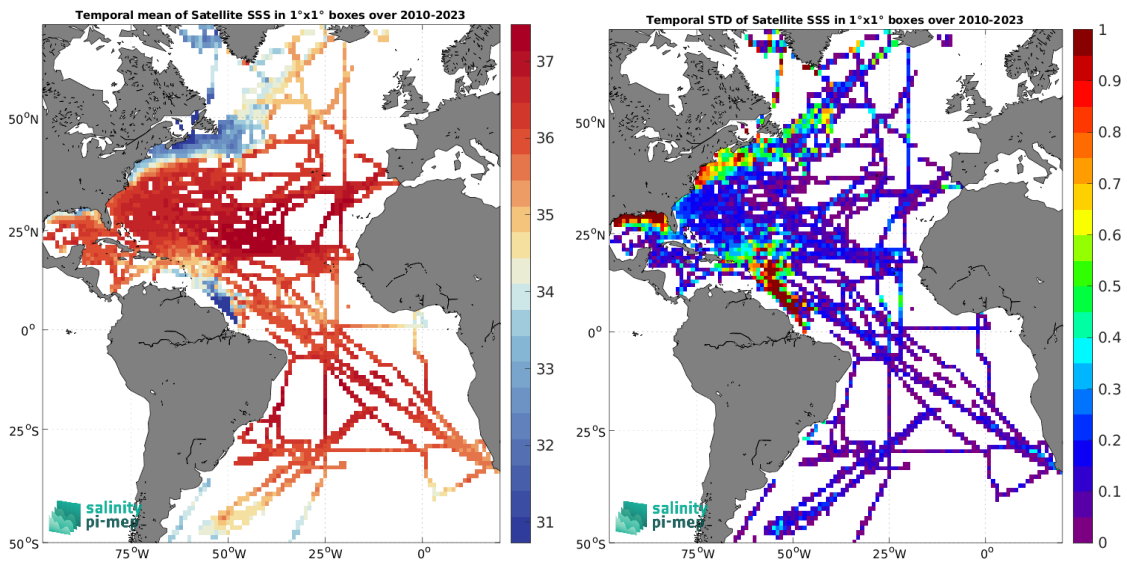 Temporal mean of Satellite SSS in 1°x1° boxes over 2010-2023
50°N
25°N
0°
25°S
50°S
75°W
50°W
25°W
0°
37
36
35
34
33
32
31
salinity
pi-mep
Temporal STD of Satellite SSS in 1°x1° boxes over 2010-2023
50°N
25°N
0°
25°S
50°S
75°W
50°W
25°W
0°
1
0.9
0.8
0.7
0.6
0.5
0.4
0.3
0.2
0.1
0
salinity
pi-mep